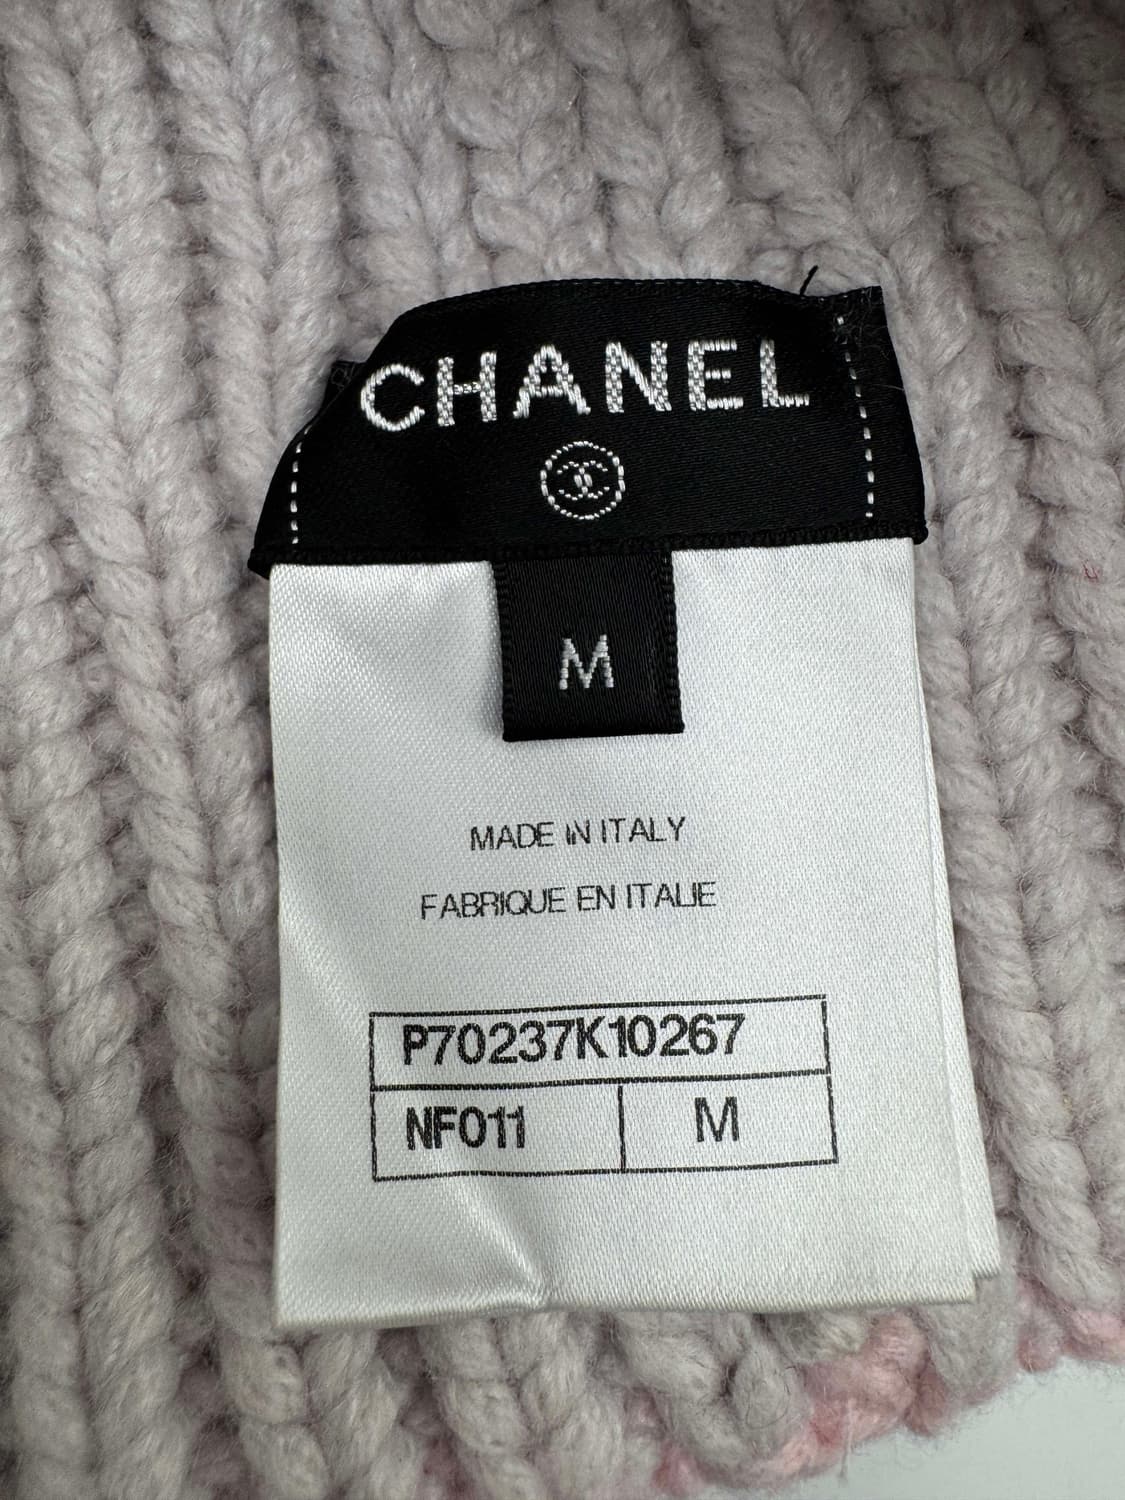 CHANEL
M
MADE IN ITALY
FABRIQUE EN ITALIE
P70237K10267
NF011 M